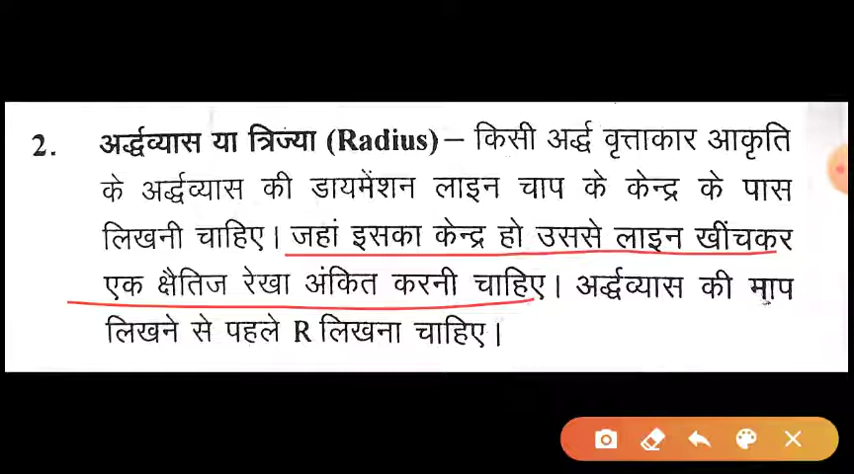 2. अर्द्धव्यास या त्रिज्या (Radius) – किसी अर्द्ध वृत्ताकार आकृति
के अर्द्धव्यास की डायमेंशन लाइन चाप के केन्द्र के पास
लिखनी चाहिए। जहां इसका केन्द्र हो उससे लाइन खींचकर
एक क्षैतिज रेखा अंकित करनी चाहिए। अर्द्धव्यास की माप
लिखने से पहले R लिखना चाहिए।